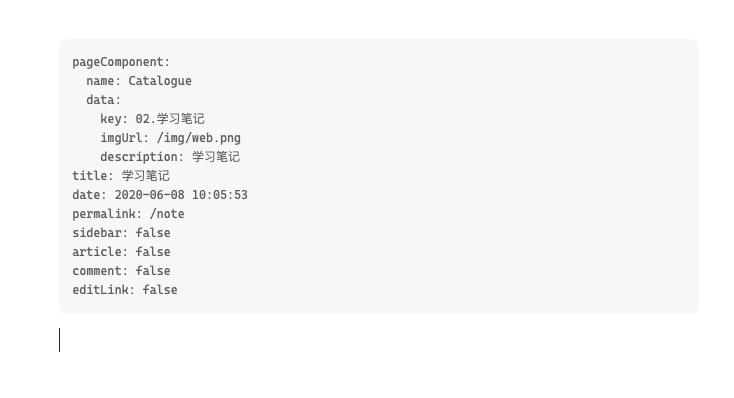 pageComponent:
  name: Catalogue
  data:
    key: 02.学习笔记
    imgUrl: /img/web.png
    description: 学习笔记
title: 学习笔记
date: 2020-06-08 10:05:53
permalink: /note
sidebar: false
article: false
comment: false
editLink: false